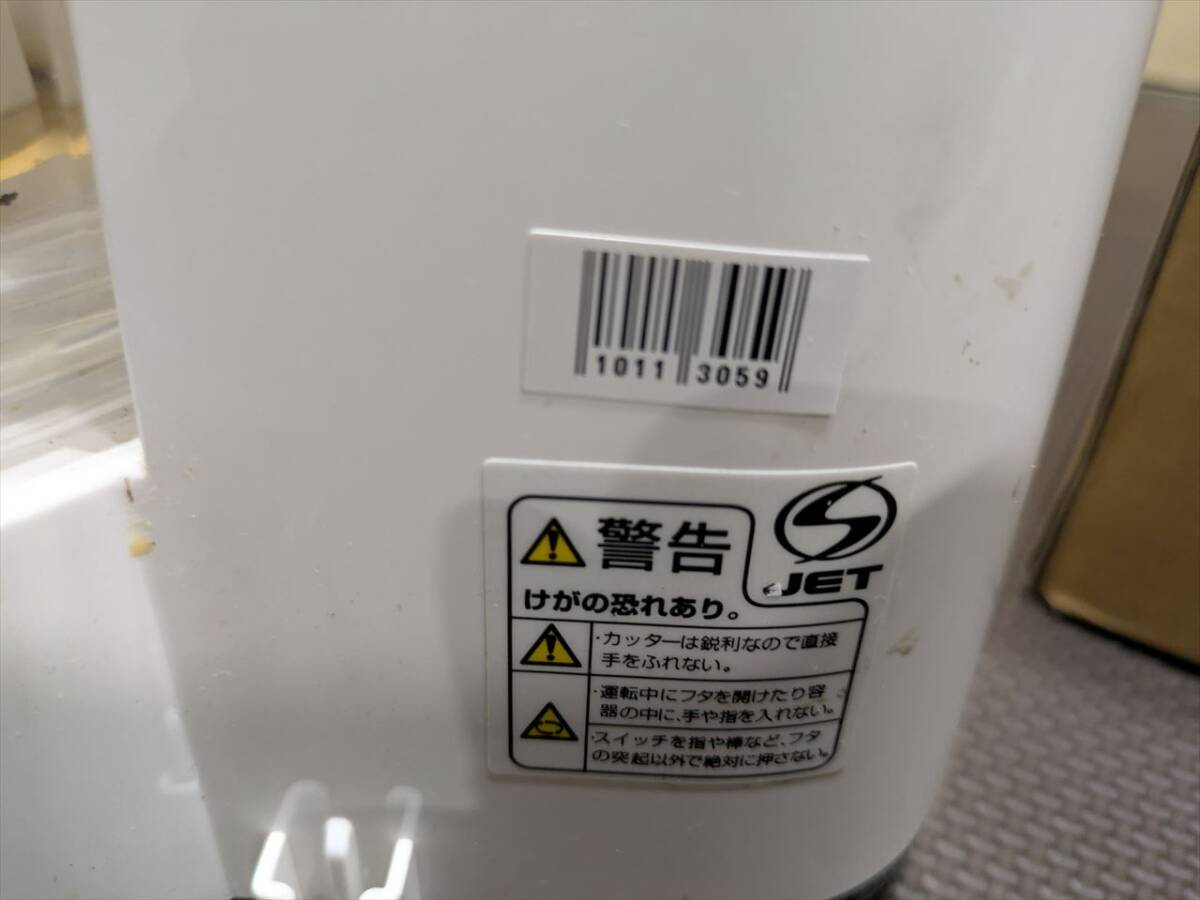 1011 3059
警告
JET
けがの恐れあり。
・カッターは鋭利なので直接
手をふれない。
・運転中にフタを開けたり容
器の中に、手や指を入れない。
・スイッチを指や棒など、フタ
の突起以外で絶対に押さない。